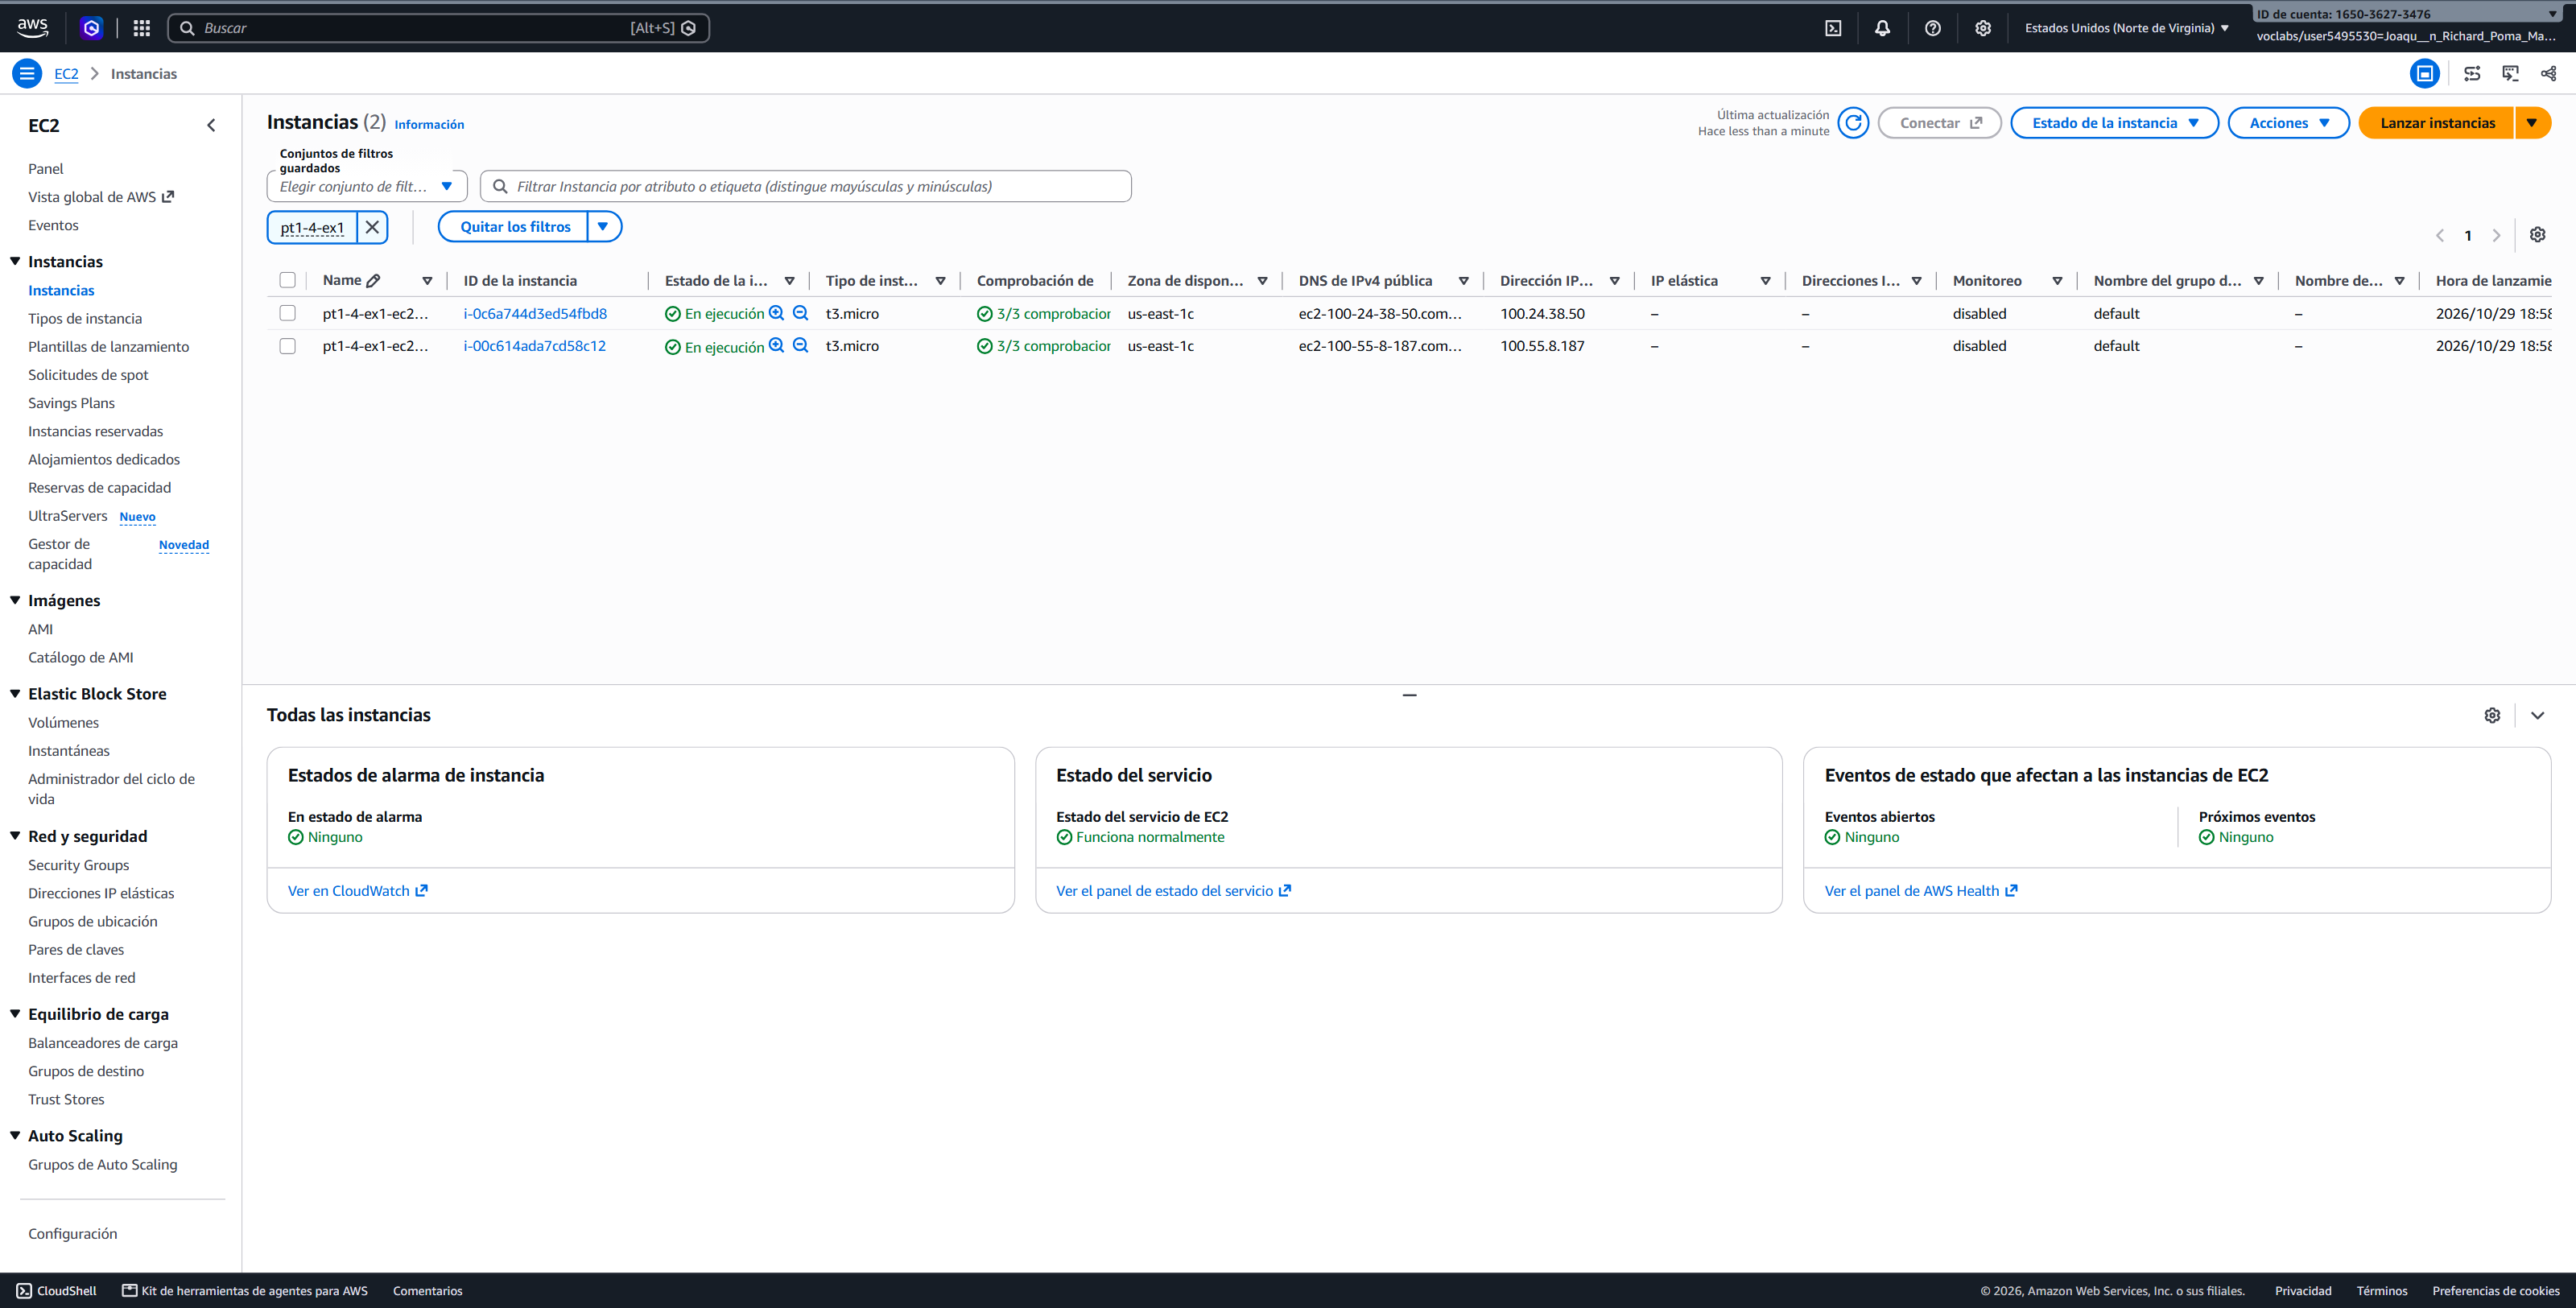 aws
Buscar [Alt+S]
Estados Unidos (Norte de Virginia)
ID de cuenta: 1650-3627-3476
voclabs/user5495530=Joaqu__n_Richard_Poma_Ma...
EC2 Instancias
EC2
Panel
Vista global de AWS
Eventos
Instancias
Instancias
Tipos de instancia
Plantillas de lanzamiento
Solicitudes de spot
Savings Plans
Instancias reservadas
Alojamientos dedicados
Reservas de capacidad
UltraServers Nuevo
Gestor de capacidad Novedad
Imágenes
AMI
Catálogo de AMI
Elastic Block Store
Volúmenes
Instantáneas
Administrador del ciclo de
vida
Red y seguridad
Security Groups
Direcciones IP elásticas
Grupos de ubicación
Pares de claves
Interfaces de red
Equilibrio de carga
Balanceadores de carga
Grupos de destino
Trust Stores
Auto Scaling
Grupos de Auto Scaling
Configuración
Instancias (2) Información
Última actualización
Hace less than a minute
Conectar Estado de la instancia Acciones Lanzar instancias
Conjuntos de filtros
guardados
Elegir conjunto de filt... Filtrar Instancia por atributo o etiqueta (distingue mayúsculas y minúsculas)
pt1-4-ex1 Quitar los filtros
1
Name ID de la instancia Estado de la i... Tipo de inst... Comprobación de Zona de dispon... DNS de IPv4 pública Dirección IP... IP elástica Direcciones I... Monitoreo Nombre del grupo d... Nombre de... Hora de lanzamie
pt1-4-ex1-ec2... i-0c6a744d3ed54fbd8 En ejecución t3.micro 3/3 comprobacior us-east-1c ec2-100-24-38-50.com... 100.24.38.50 – – disabled default – 2026/10/29 18:58
pt1-4-ex1-ec2... i-00c614ada7cd58c12 En ejecución t3.micro 3/3 comprobacior us-east-1c ec2-100-55-8-187.com... 100.55.8.187 – – disabled default – 2026/10/29 18:58
Todas las instancias
Estados de alarma de instancia
En estado de alarma
Ninguno
Ver en CloudWatch
Estado del servicio
Estado del servicio de EC2
Funciona normalmente
Ver el panel de estado del servicio
Eventos de estado que afectan a las instancias de EC2
Eventos abiertos
Ninguno
Próximos eventos
Ninguno
Ver el panel de AWS Health
CloudShell Kit de herramientas de agentes para AWS Comentarios
© 2026, Amazon Web Services, Inc. o sus filiales. Privacidad Términos Preferencias de cookies